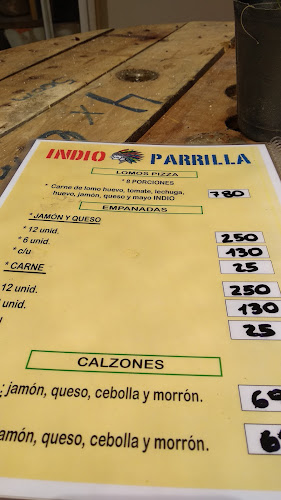 INDIO PARRILLA
LOMOS PIZZA
* 8 PORCIONES
* Carne de lomo huevo, tomate, lechuga, 780
huevo, jamón, queso y mayo INDIO
EMPANADAS
* JAMÓN Y QUESO
* 12 unid. 250
* 6 unid. 130
* c/u 25
* CARNE
12 unid. 250
unid. 130
25
CALZONES
: jamón, queso, cebolla y morrón.
amón, queso, cebolla y morrón.